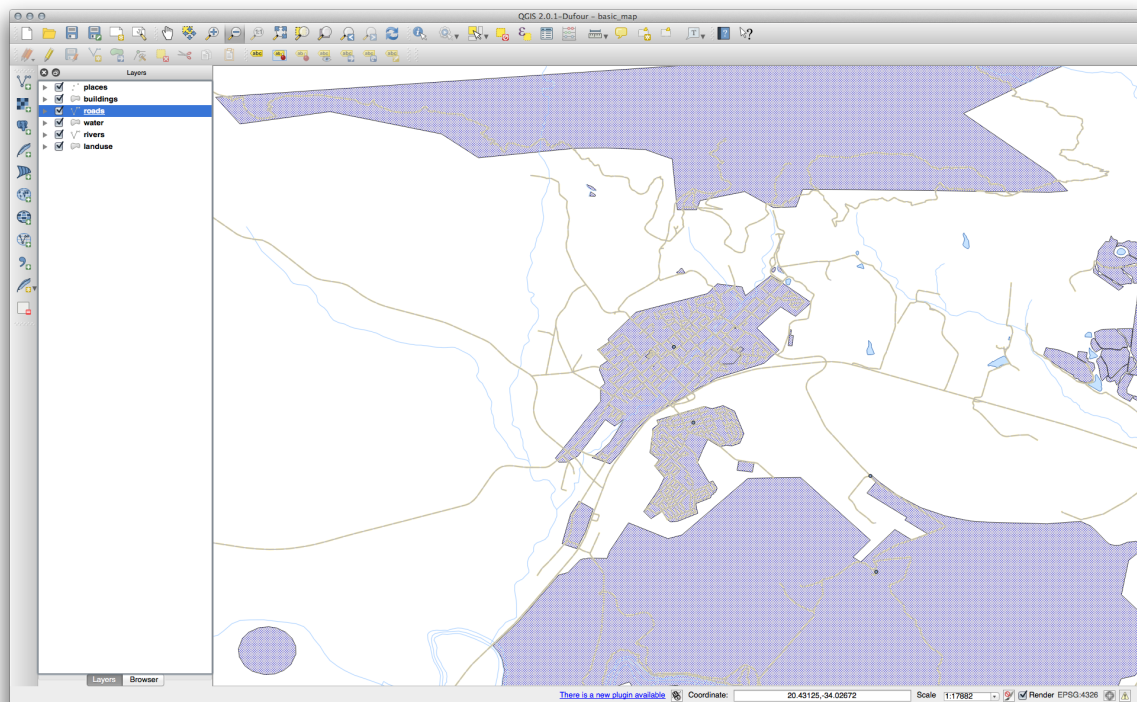 QGIS 2.0.1-Dufour - basic_map
Layers
places
buildings
roads
water
rivers
landuse
Layers Browser
There is a new plugin available Coordinate: 20.43125,-34.02672 Scale 1:17882 Render EPSG:4326